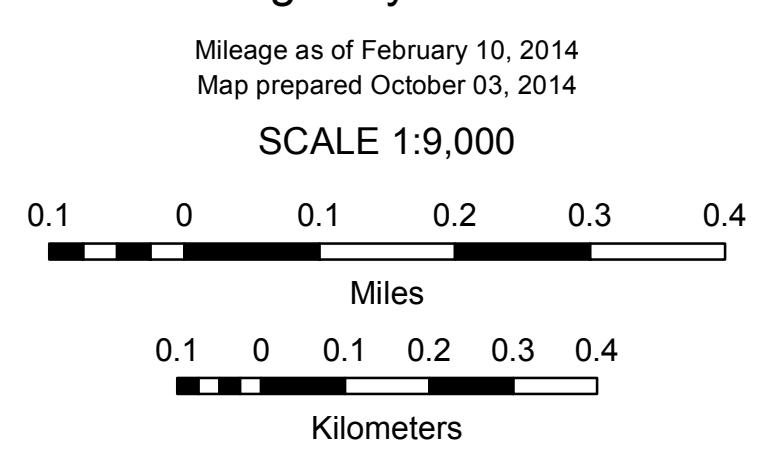 Mileage as of February 10, 2014
Map prepared October 03, 2014
SCALE 1:9,000
0.1 0 0.1 0.2 0.3 0.4
Miles
0.1 0 0.1 0.2 0.3 0.4
Kilometers